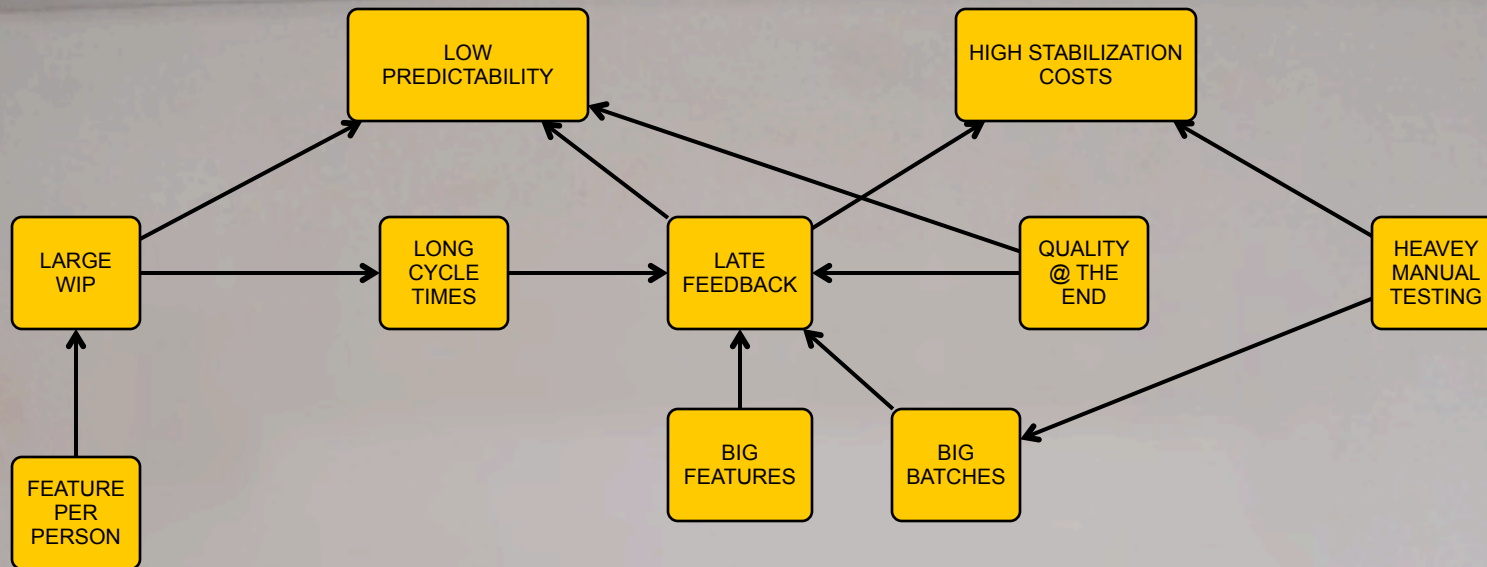 LOW
PREDICTABILITY
HIGH STABILIZATION
COSTS
LARGE
WIP
LONG
CYCLE
TIMES
LATE
FEEDBACK
QUALITY
@ THE
END
HEAVEY
MANUAL
TESTING
FEATURE
PER
PERSON
BIG
FEATURES
BIG
BATCHES